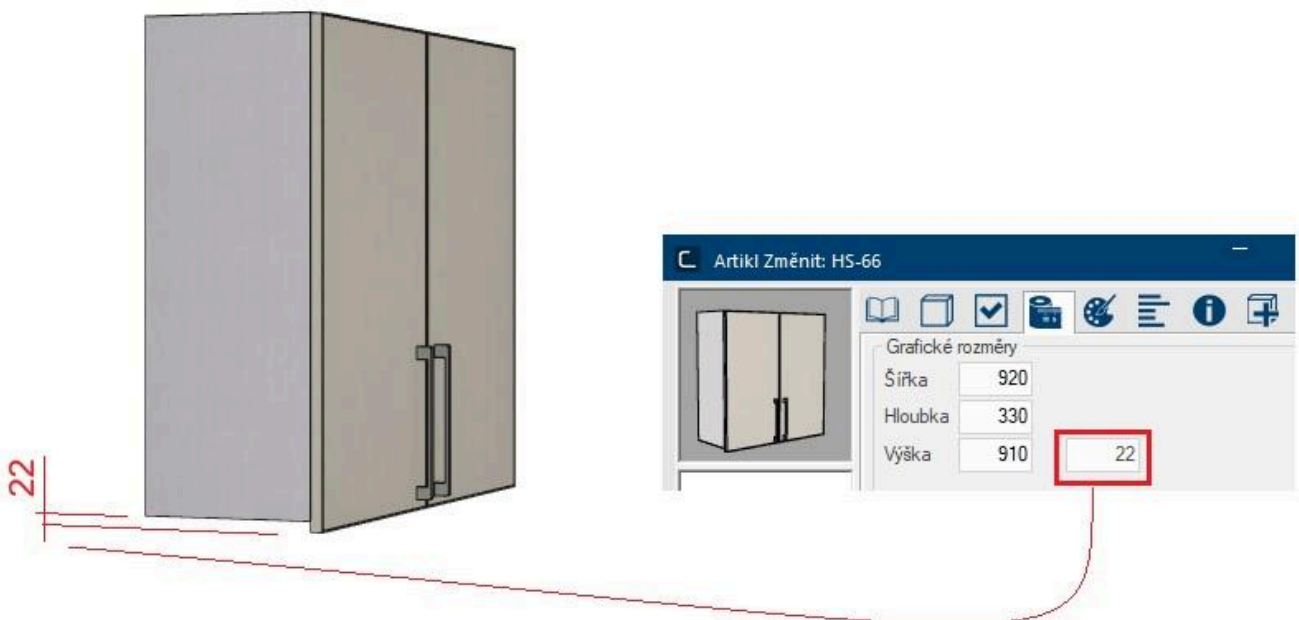 Artikl Změnit: HS-66
Grafické rozměry
Šířka 920
Hloubka 330
Výška 910 22
22